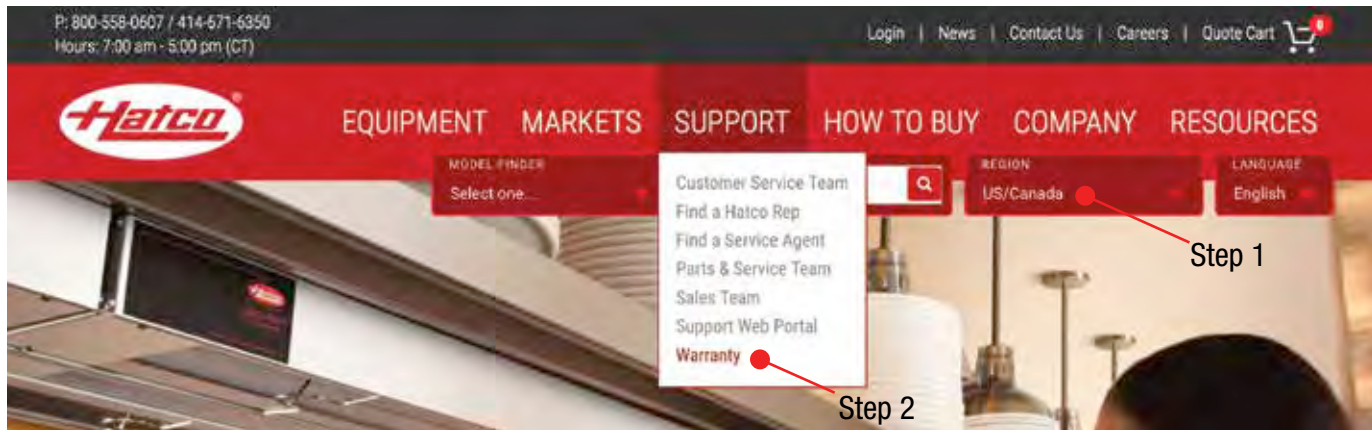 P: 800-558-0607 / 414-671-6350
Hours: 7:00 am - 5:00 pm (CT)
Login | News | Contact Us | Careers | Quote Cart 0
Hatco®
EQUIPMENT MARKETS SUPPORT HOW TO BUY COMPANY RESOURCES
MODEL FINDER
Select one...
REGION
US/Canada
LANGUAGE
English
Customer Service Team
Find a Hatco Rep
Find a Service Agent
Parts & Service Team
Sales Team
Support Web Portal
Warranty
Step 1
Step 2